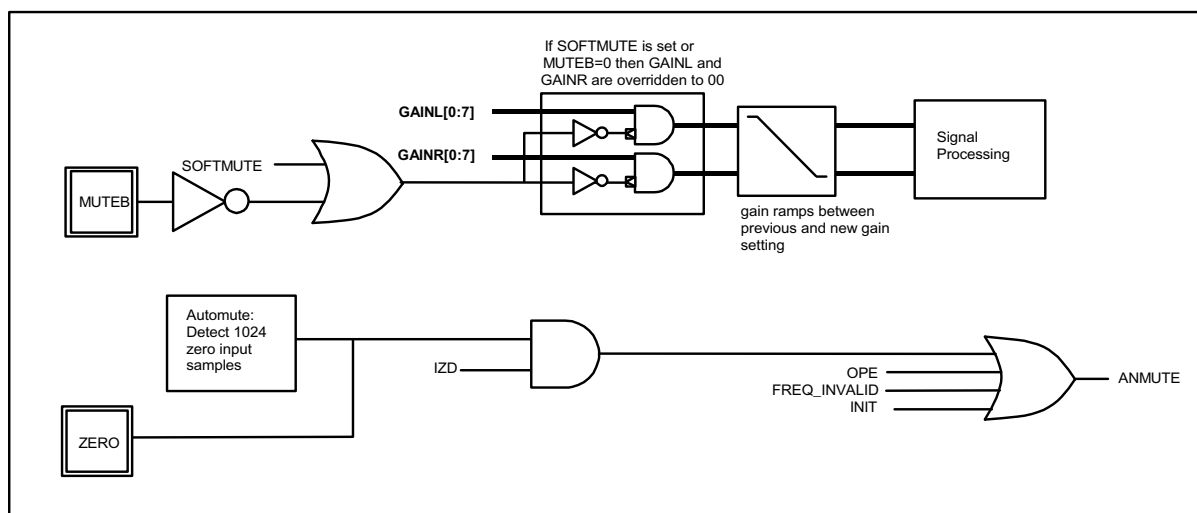 If SOFTMUTE is set or
MUTEB=0 then GAINL and
GAINR are overridden to 00
GAINL[0:7]
GAINR[0:7]
SOFTMUTE
MUTEB
Signal
Processing
gain ramps between
previous and new gain
setting
Automute:
Detect 1024
zero input
samples
IZD
OPE
FREQ_INVALID
INIT
ANMUTE
ZERO